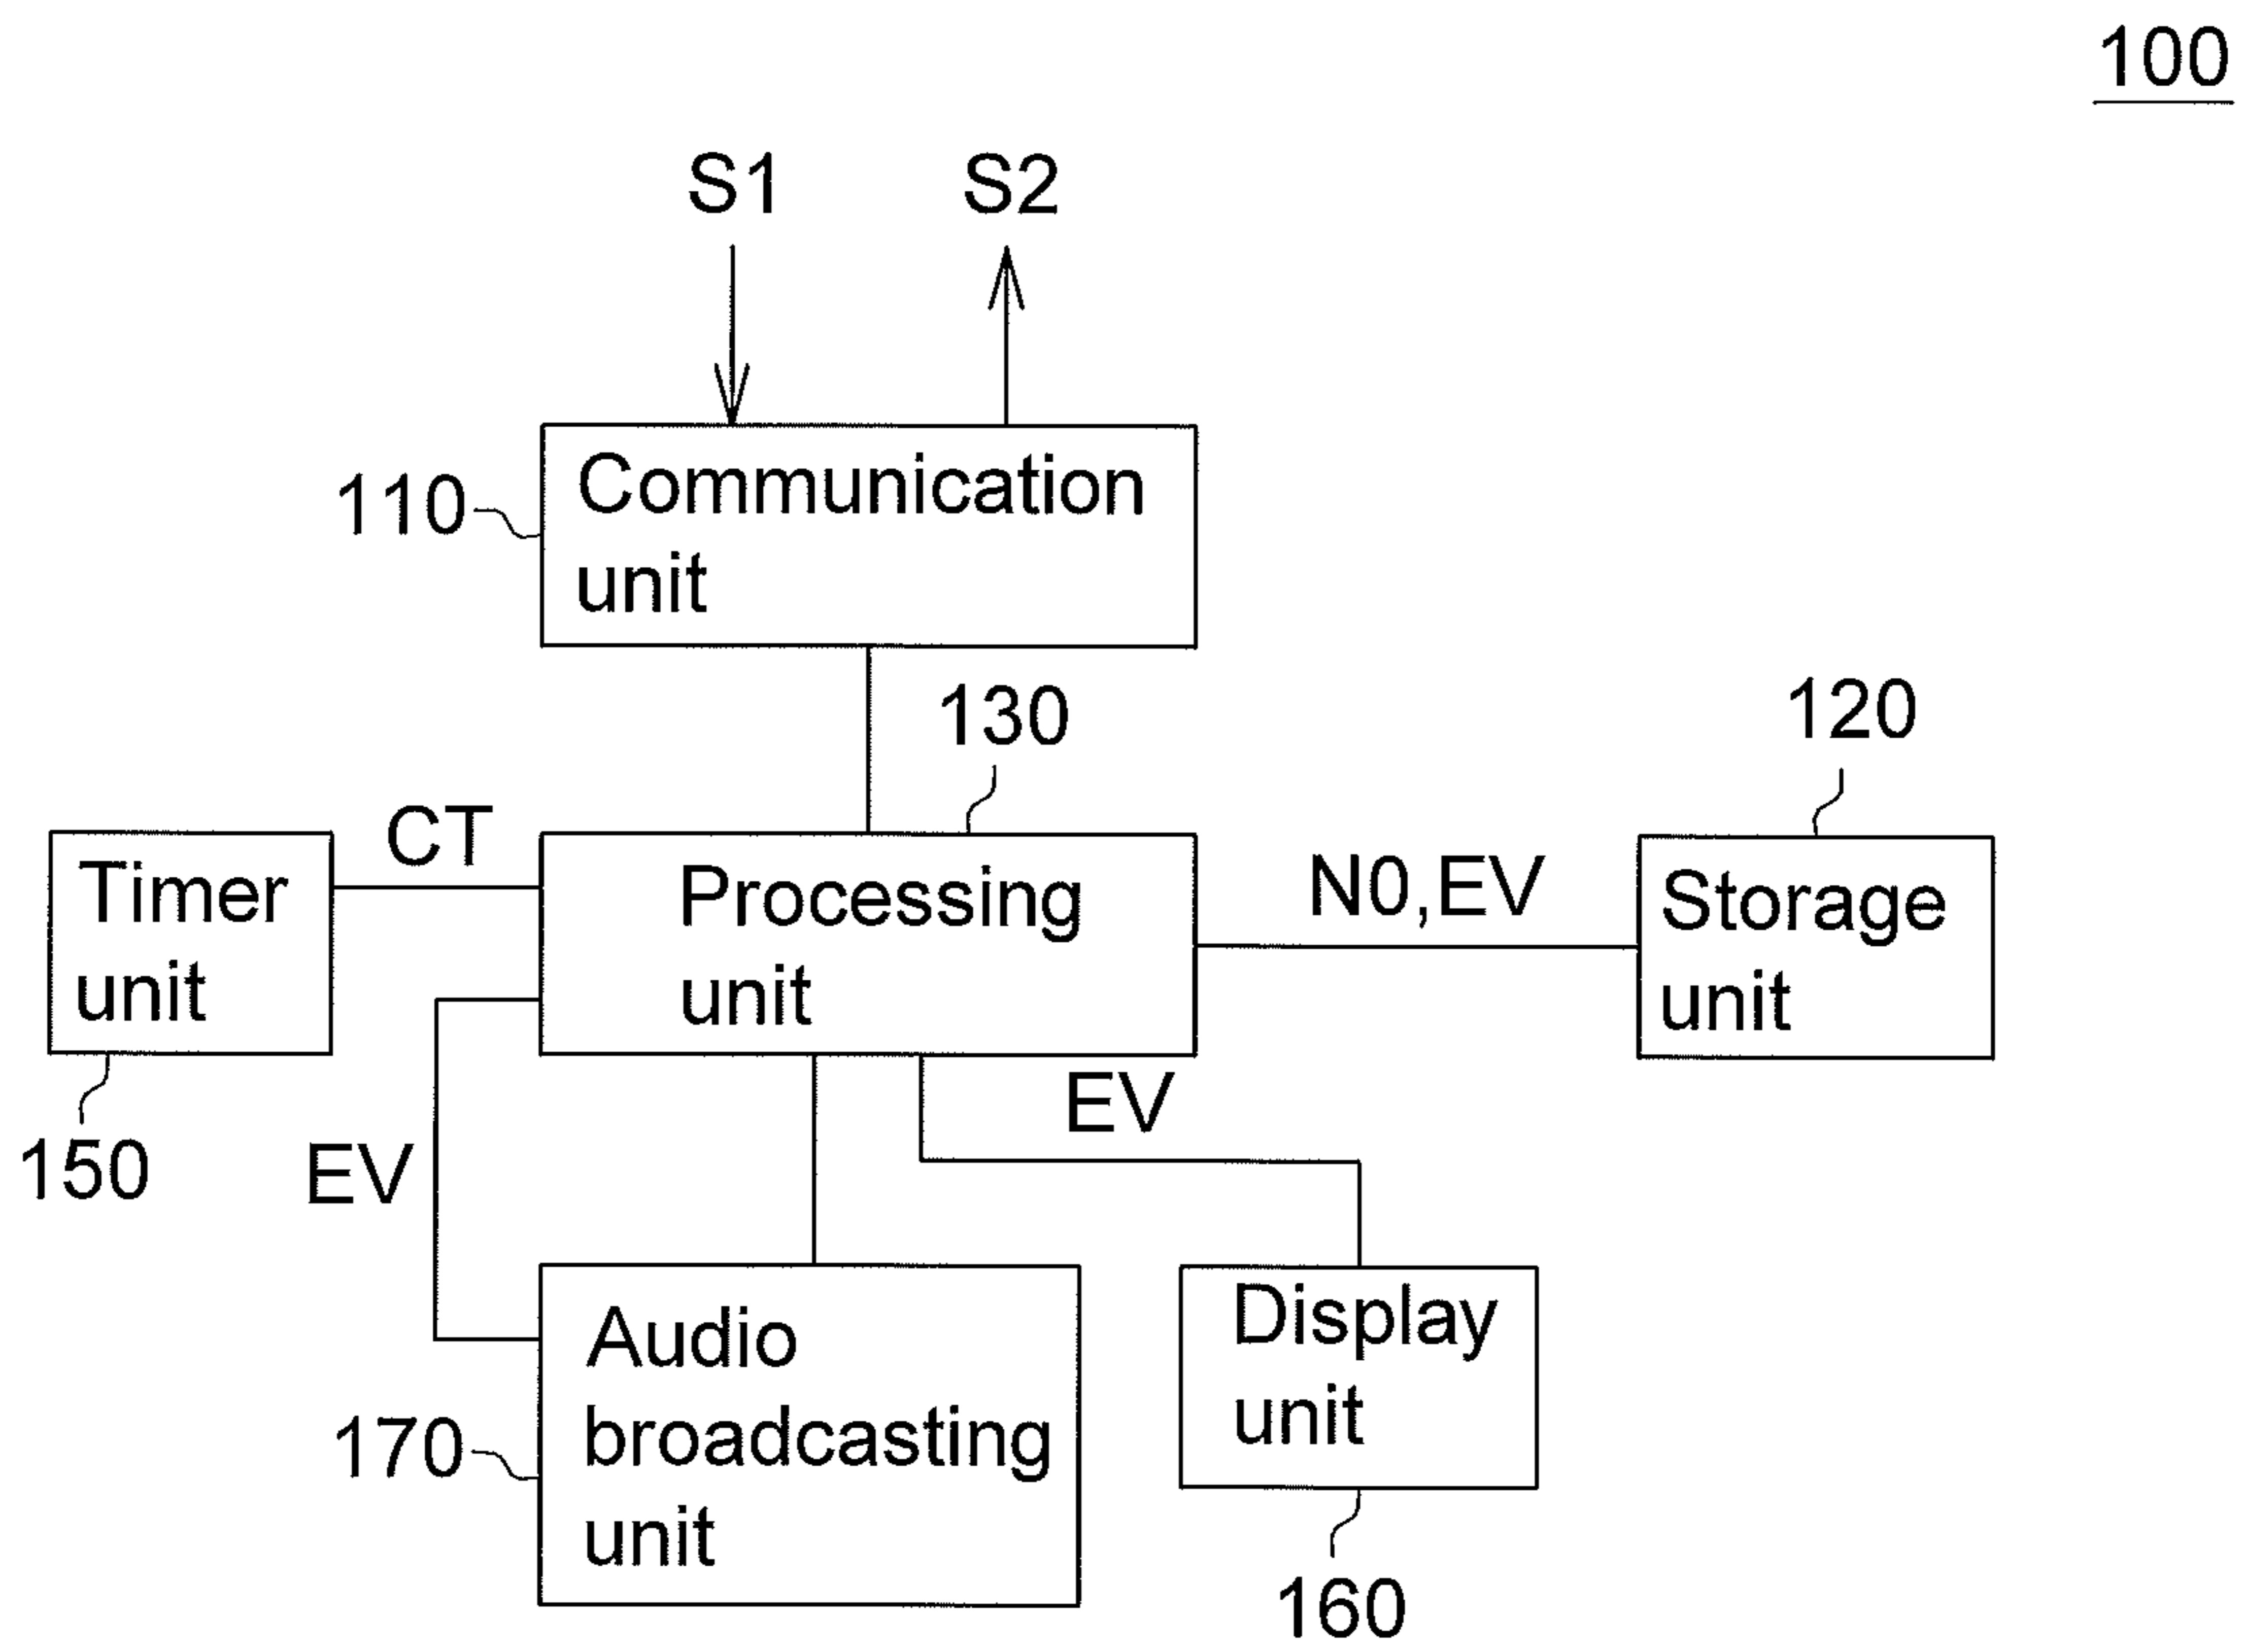 100
S1
S2
110
Communication
unit
130
120
CT
Timer
unit
Processing
unit
N0,EV
Storage
unit
150
EV
EV
170
Audio
broadcasting
unit
Display
unit
160